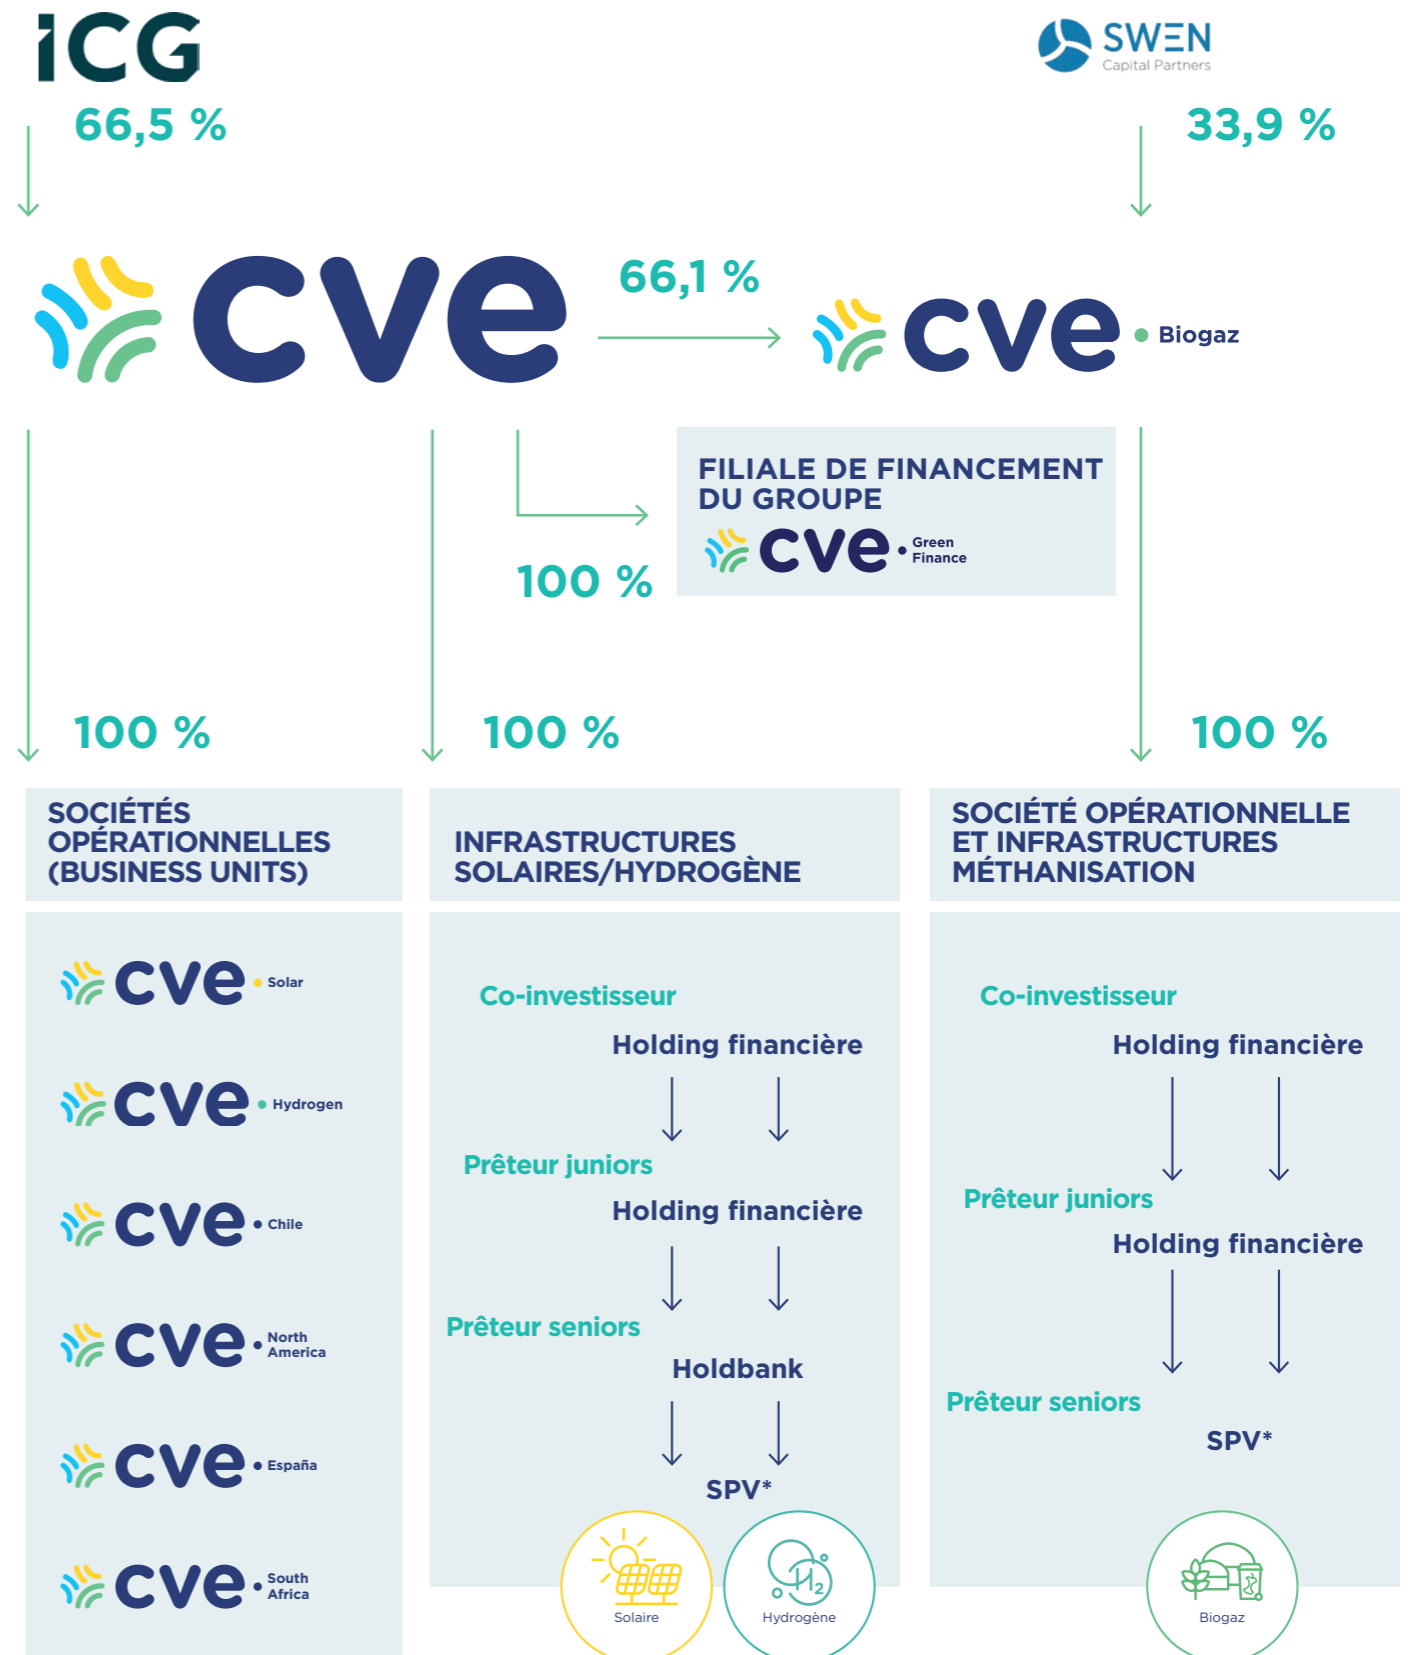 iCG
SWEN
Capital Partners
66,5 %
33,9 %
cve
66,1 %
cve Biogaz
FILIALE DE FINANCEMENT
DU GROUPE
cve Green
Finance
100 %
100 %
100 %
100 %
SOCIÉTÉS
OPÉRATIONNELLES
(BUSINESS UNITS)
cve Solar
cve Hydrogen
cve Chile
cve North
America
cve España
cve South
Africa
INFRASTRUCTURES
SOLAIRES/HYDROGÈNE
Co-investisseur
Holding financière
Prêteur juniors
Holding financière
Prêteur seniors
Holdbank
SPV*
Solaire
H2
Hydrogène
SOCIÉTÉ OPÉRATIONNELLE
ET INFRASTRUCTURES
MÉTHANISATION
Co-investisseur
Holding financière
Prêteur juniors
Holding financière
Prêteur seniors
SPV*
Biogaz